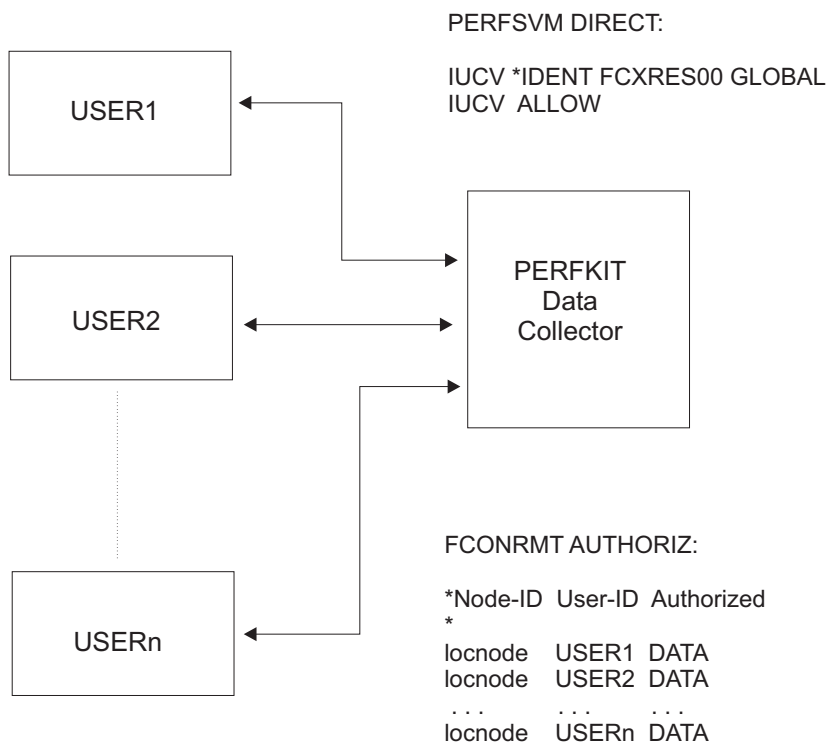 PERFSVM DIRECT:
IUCV *IDENT FCXRES00 GLOBAL
IUCV ALLOW
USER1
USER2
USERn
PERFKIT
Data
Collector
FCONRMT AUTHORIZ:
*Node-ID User-ID Authorized
*
locnode USER1 DATA
locnode USER2 DATA
. . . . . . . . .
locnode USERn DATA